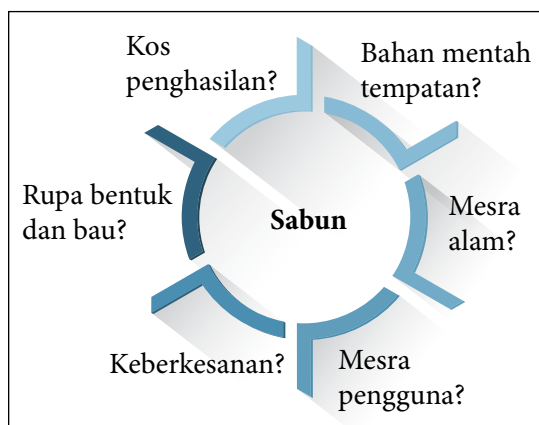 Kos
penghasilan?
Bahan mentah
tempatan?
Rupa bentuk
dan bau?
Sabun
Mesra
alam?
Keberkesanan?
Mesra
pengguna?